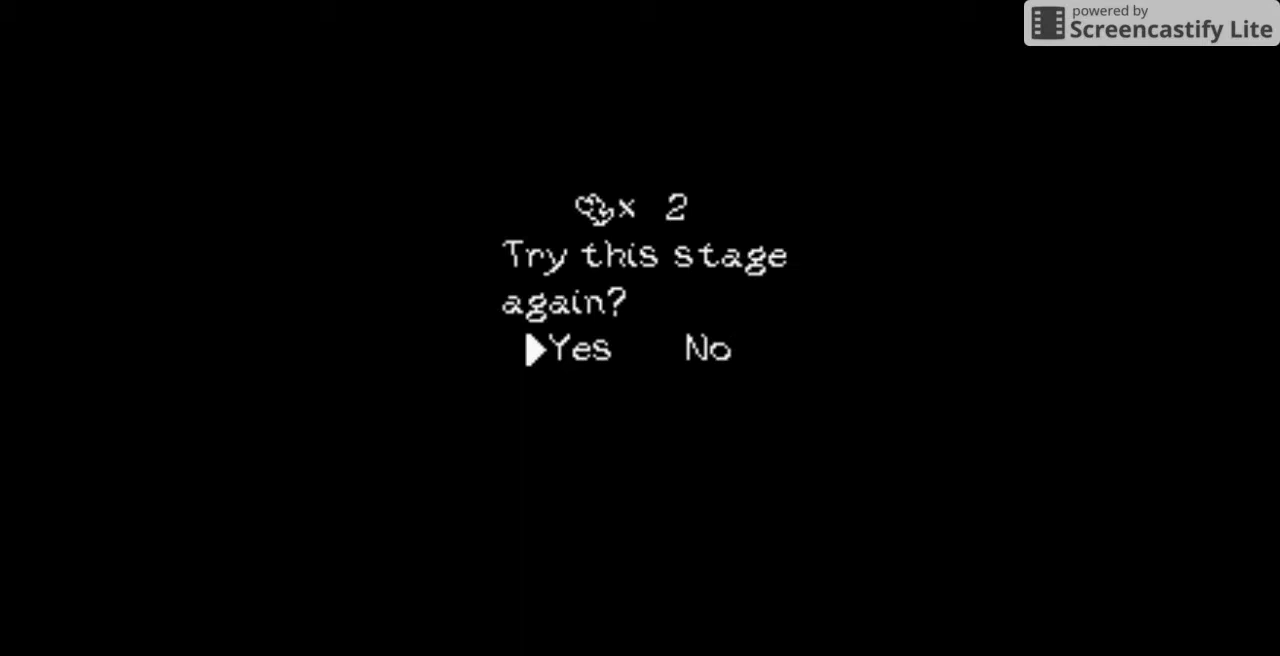 powered by
Screencastify Lite
x 2
Try this stage
again?
Yes No